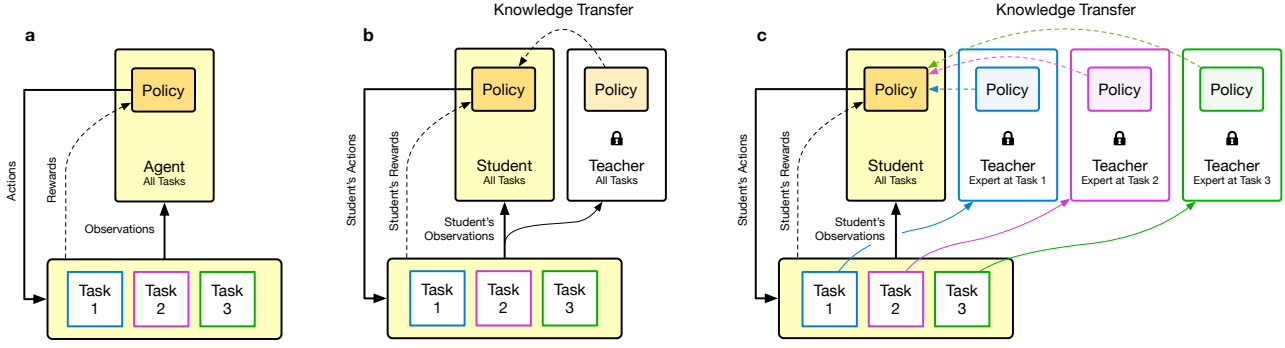 a
Policy
Agent
All Tasks
Actions
Rewards
Observations
Task
1
Task
2
Task
3
b
Knowledge Transfer
Policy
Policy
Student
All Tasks
Teacher
All Tasks
Student's Actions
Student's Rewards
Student's
Observations
Task
1
Task
2
Task
3
c
Knowledge Transfer
Policy
Policy
Policy
Policy
Student
All Tasks
Teacher
Expert at Task 1
Teacher
Expert at Task 2
Teacher
Expert at Task 3
Student's Actions
Student's Rewards
Student's
Observations
Task
1
Task
2
Task
3